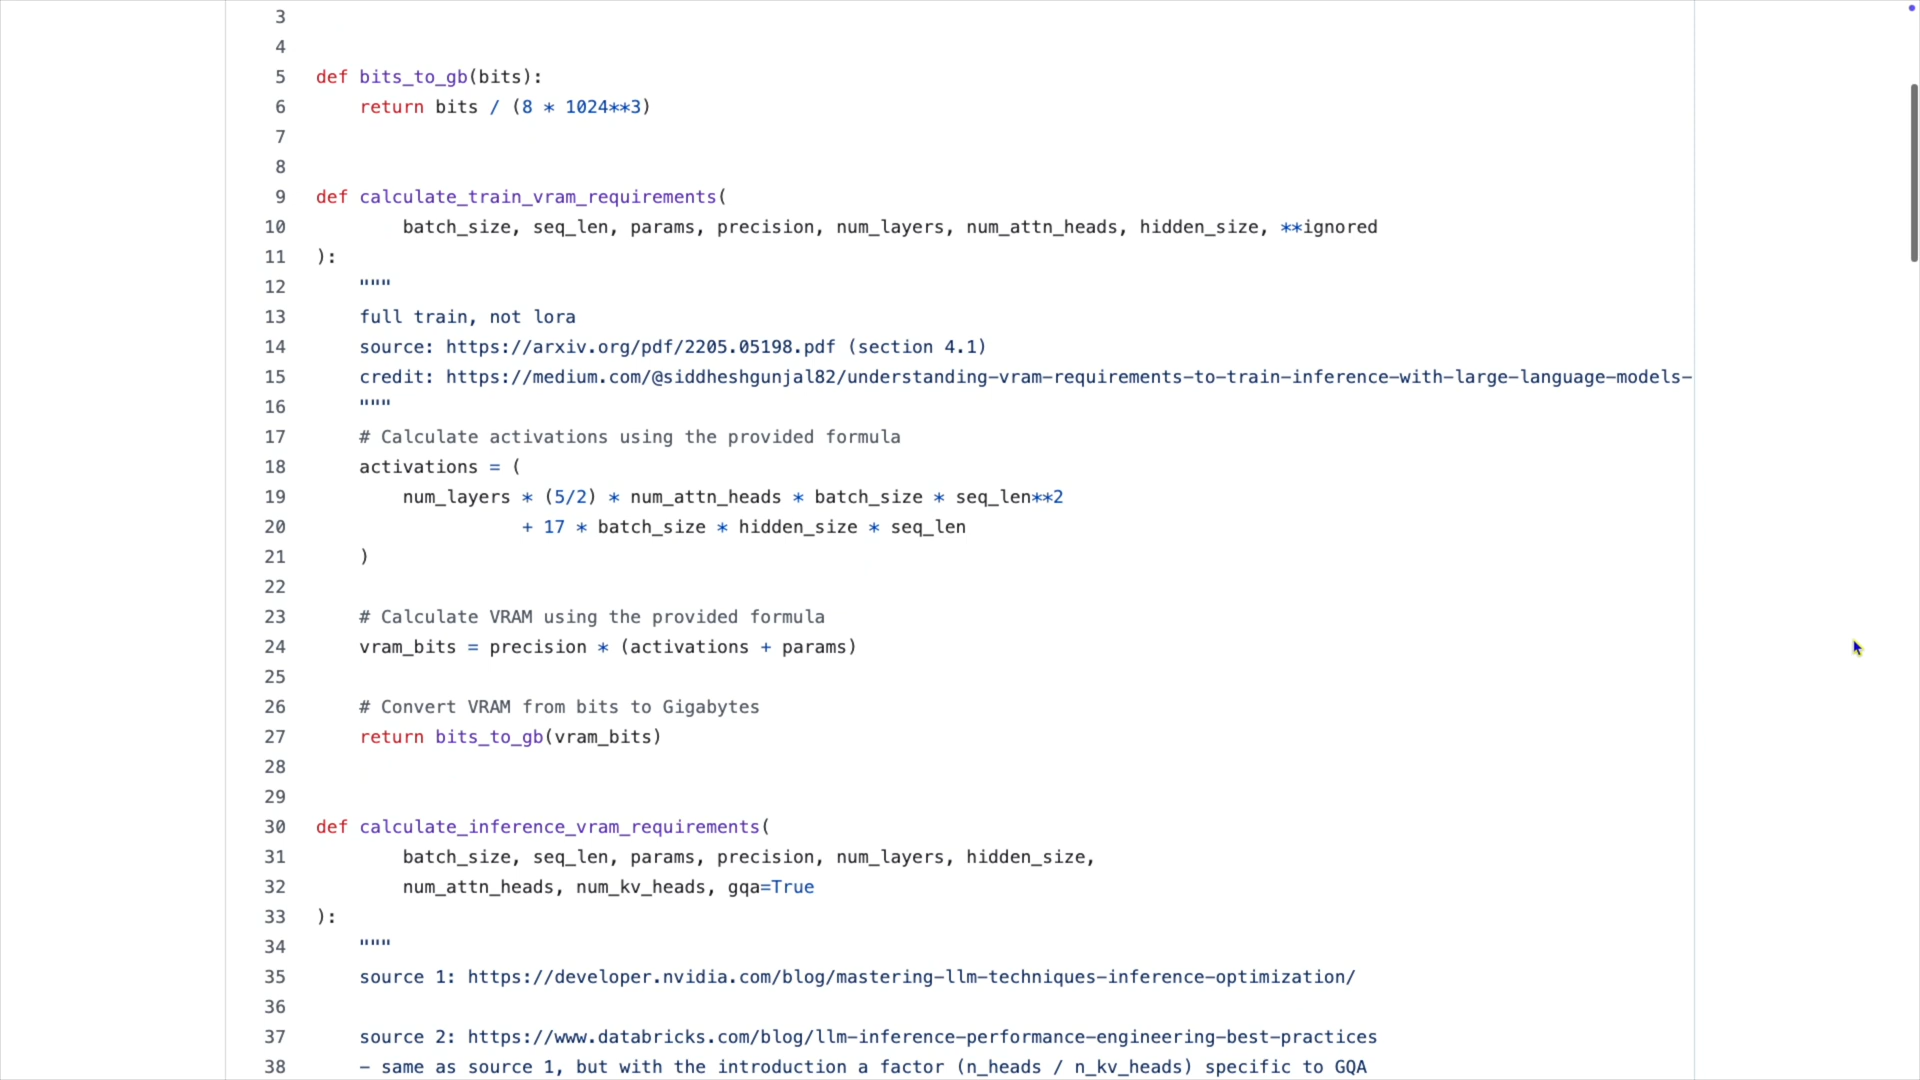 3
4
5 def bits_to_gb(bits):
6 return bits / (8 * 1024**3)
7
8
9 def calculate_train_vram_requirements(
10 batch_size, seq_len, params, precision, num_layers, num_attn_heads, hidden_size, **ignored
11 ):
12 """
13 full train, not lora
14 source: https://arxiv.org/pdf/2205.05198.pdf (section 4.1)
15 credit: https://medium.com/@siddheshgunjal82/understanding-vram-requirements-to-train-inference-with-large-language-models-
16 """
17 # Calculate activations using the provided formula
18 activations = (
19 num_layers * (5/2) * num_attn_heads * batch_size * seq_len**2
20 + 17 * batch_size * hidden_size * seq_len
21 )
22
23 # Calculate VRAM using the provided formula
24 vram_bits = precision * (activations + params)
25
26 # Convert VRAM from bits to Gigabytes
27 return bits_to_gb(vram_bits)
28
29
30 def calculate_inference_vram_requirements(
31 batch_size, seq_len, params, precision, num_layers, hidden_size,
32 num_attn_heads, num_kv_heads, gqa=True
33 ):
34 """
35 source 1: https://developer.nvidia.com/blog/mastering-llm-techniques-inference-optimization/
36
37 source 2: https://www.databricks.com/blog/llm-inference-performance-engineering-best-practices
38 - same as source 1, but with the introduction a factor (n_heads / n_kv_heads) specific to GQA